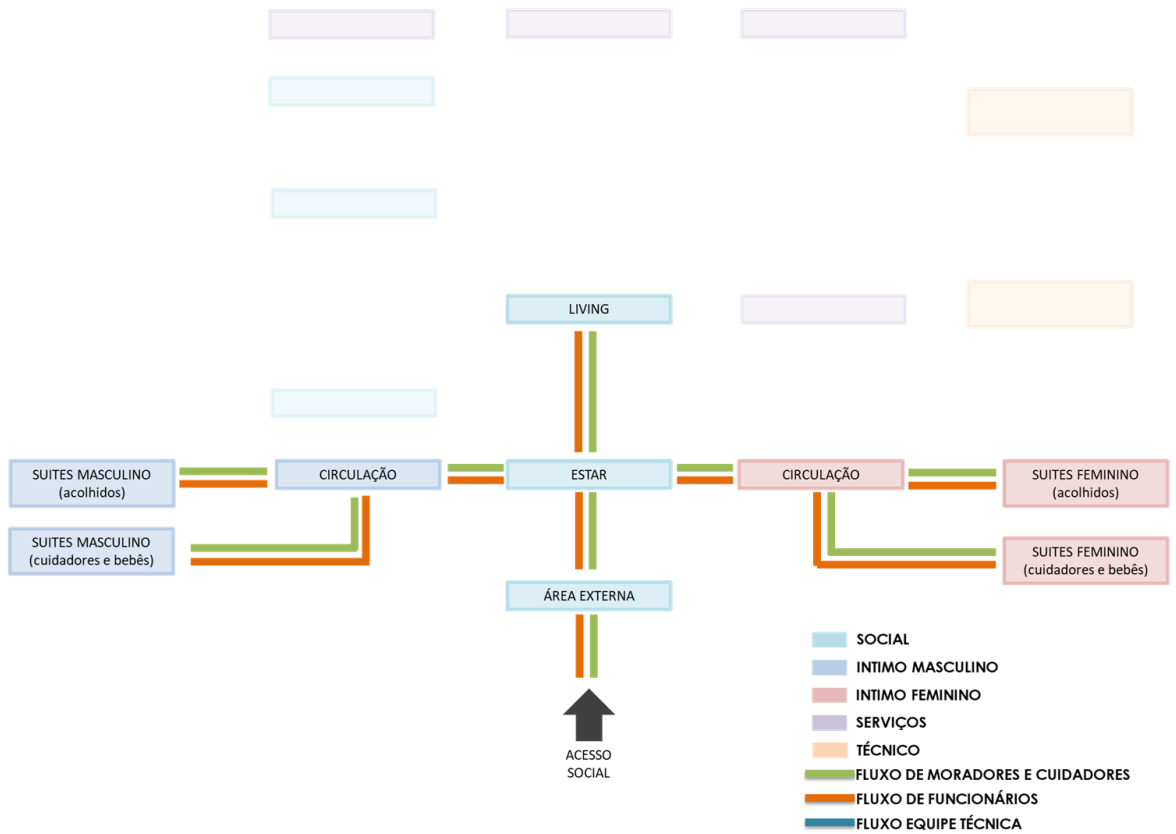 LIVING
SUITES MASCULINO
(acolhidos)
CIRCULAÇÃO
ESTAR
CIRCULAÇÃO
SUITES FEMININO
(acolhidos)
SUITES MASCULINO
(cuidadores e bebês)
SUITES FEMININO
(cuidadores e bebês)
ÁREA EXTERNA
ACESSO
SOCIAL
SOCIAL
INTIMO MASCULINO
INTIMO FEMININO
SERVIÇOS
TÉCNICO
FLUXO DE MORADORES E CUIDADORES
FLUXO DE FUNCIONÁRIOS
FLUXO EQUIPE TÉCNICA